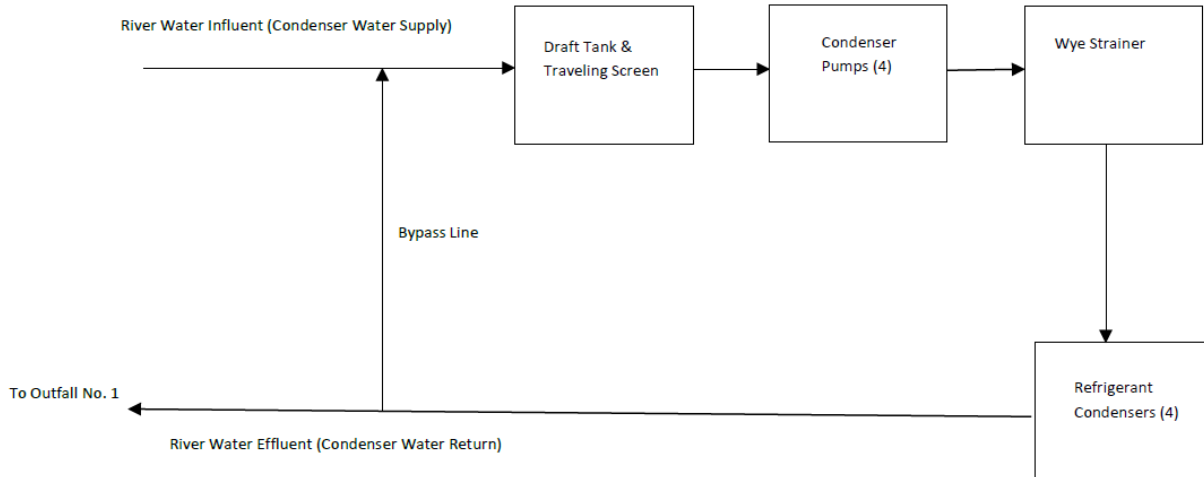 River Water Influent (Condenser Water Supply)
Draft Tank &
Traveling Screen
Condenser
Pumps (4)
Wye Strainer
Bypass Line
Refrigerant
Condensers (4)
To Outfall No. 1
River Water Effluent (Condenser Water Return)